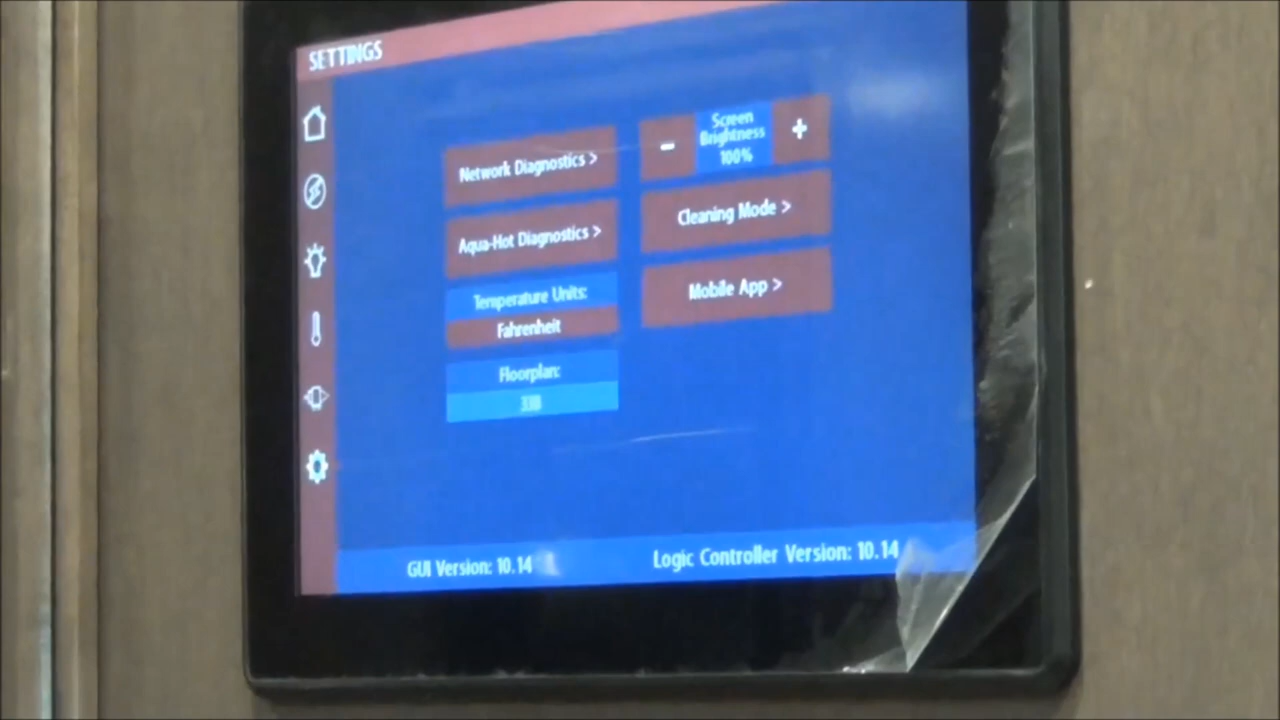 SETTINGS
Network Diagnostics >
Aqua-Hot Diagnostics >
Temperature Units:
Fahrenheit
Floorplan:
- Screen Brightness 100% +
Cleaning Mode >
Mobile App >
GUI Version: 10.14
Logic Controller Version: 10.14